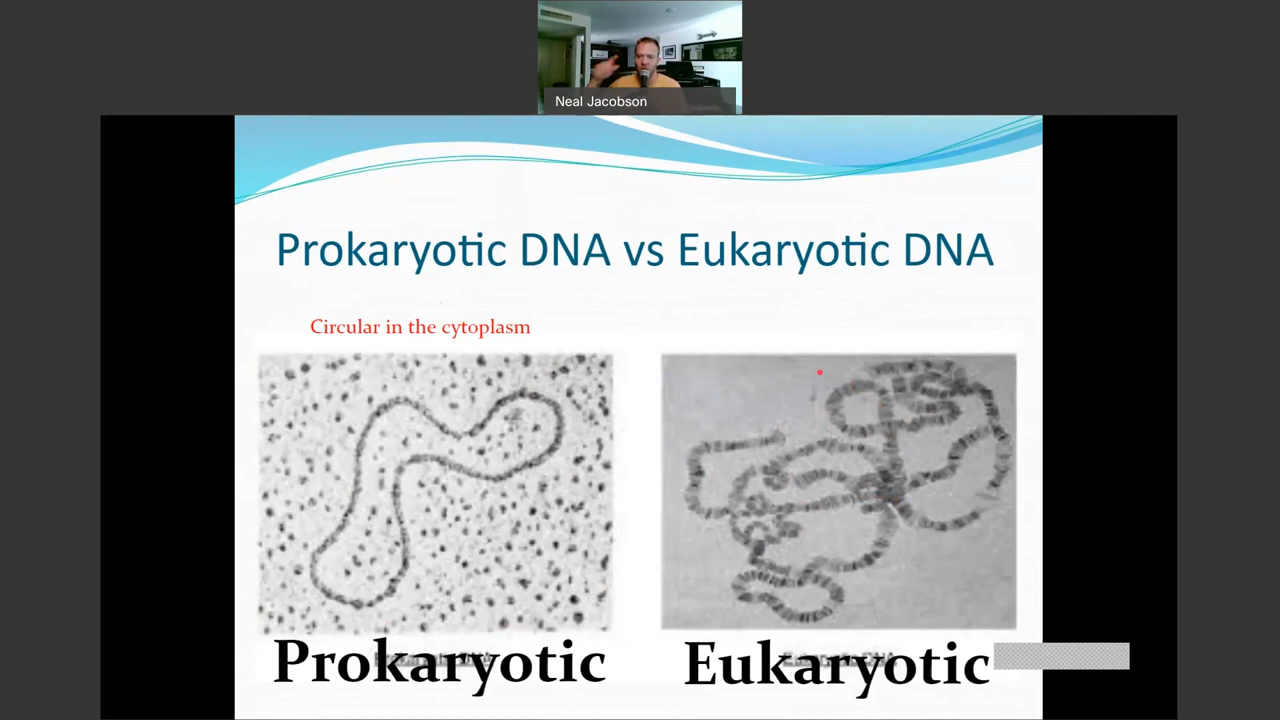 Neal Jacobson
Prokaryotic DNA vs Eukaryotic DNA
Circular in the cytoplasm
Prokaryotic
Eukaryotic